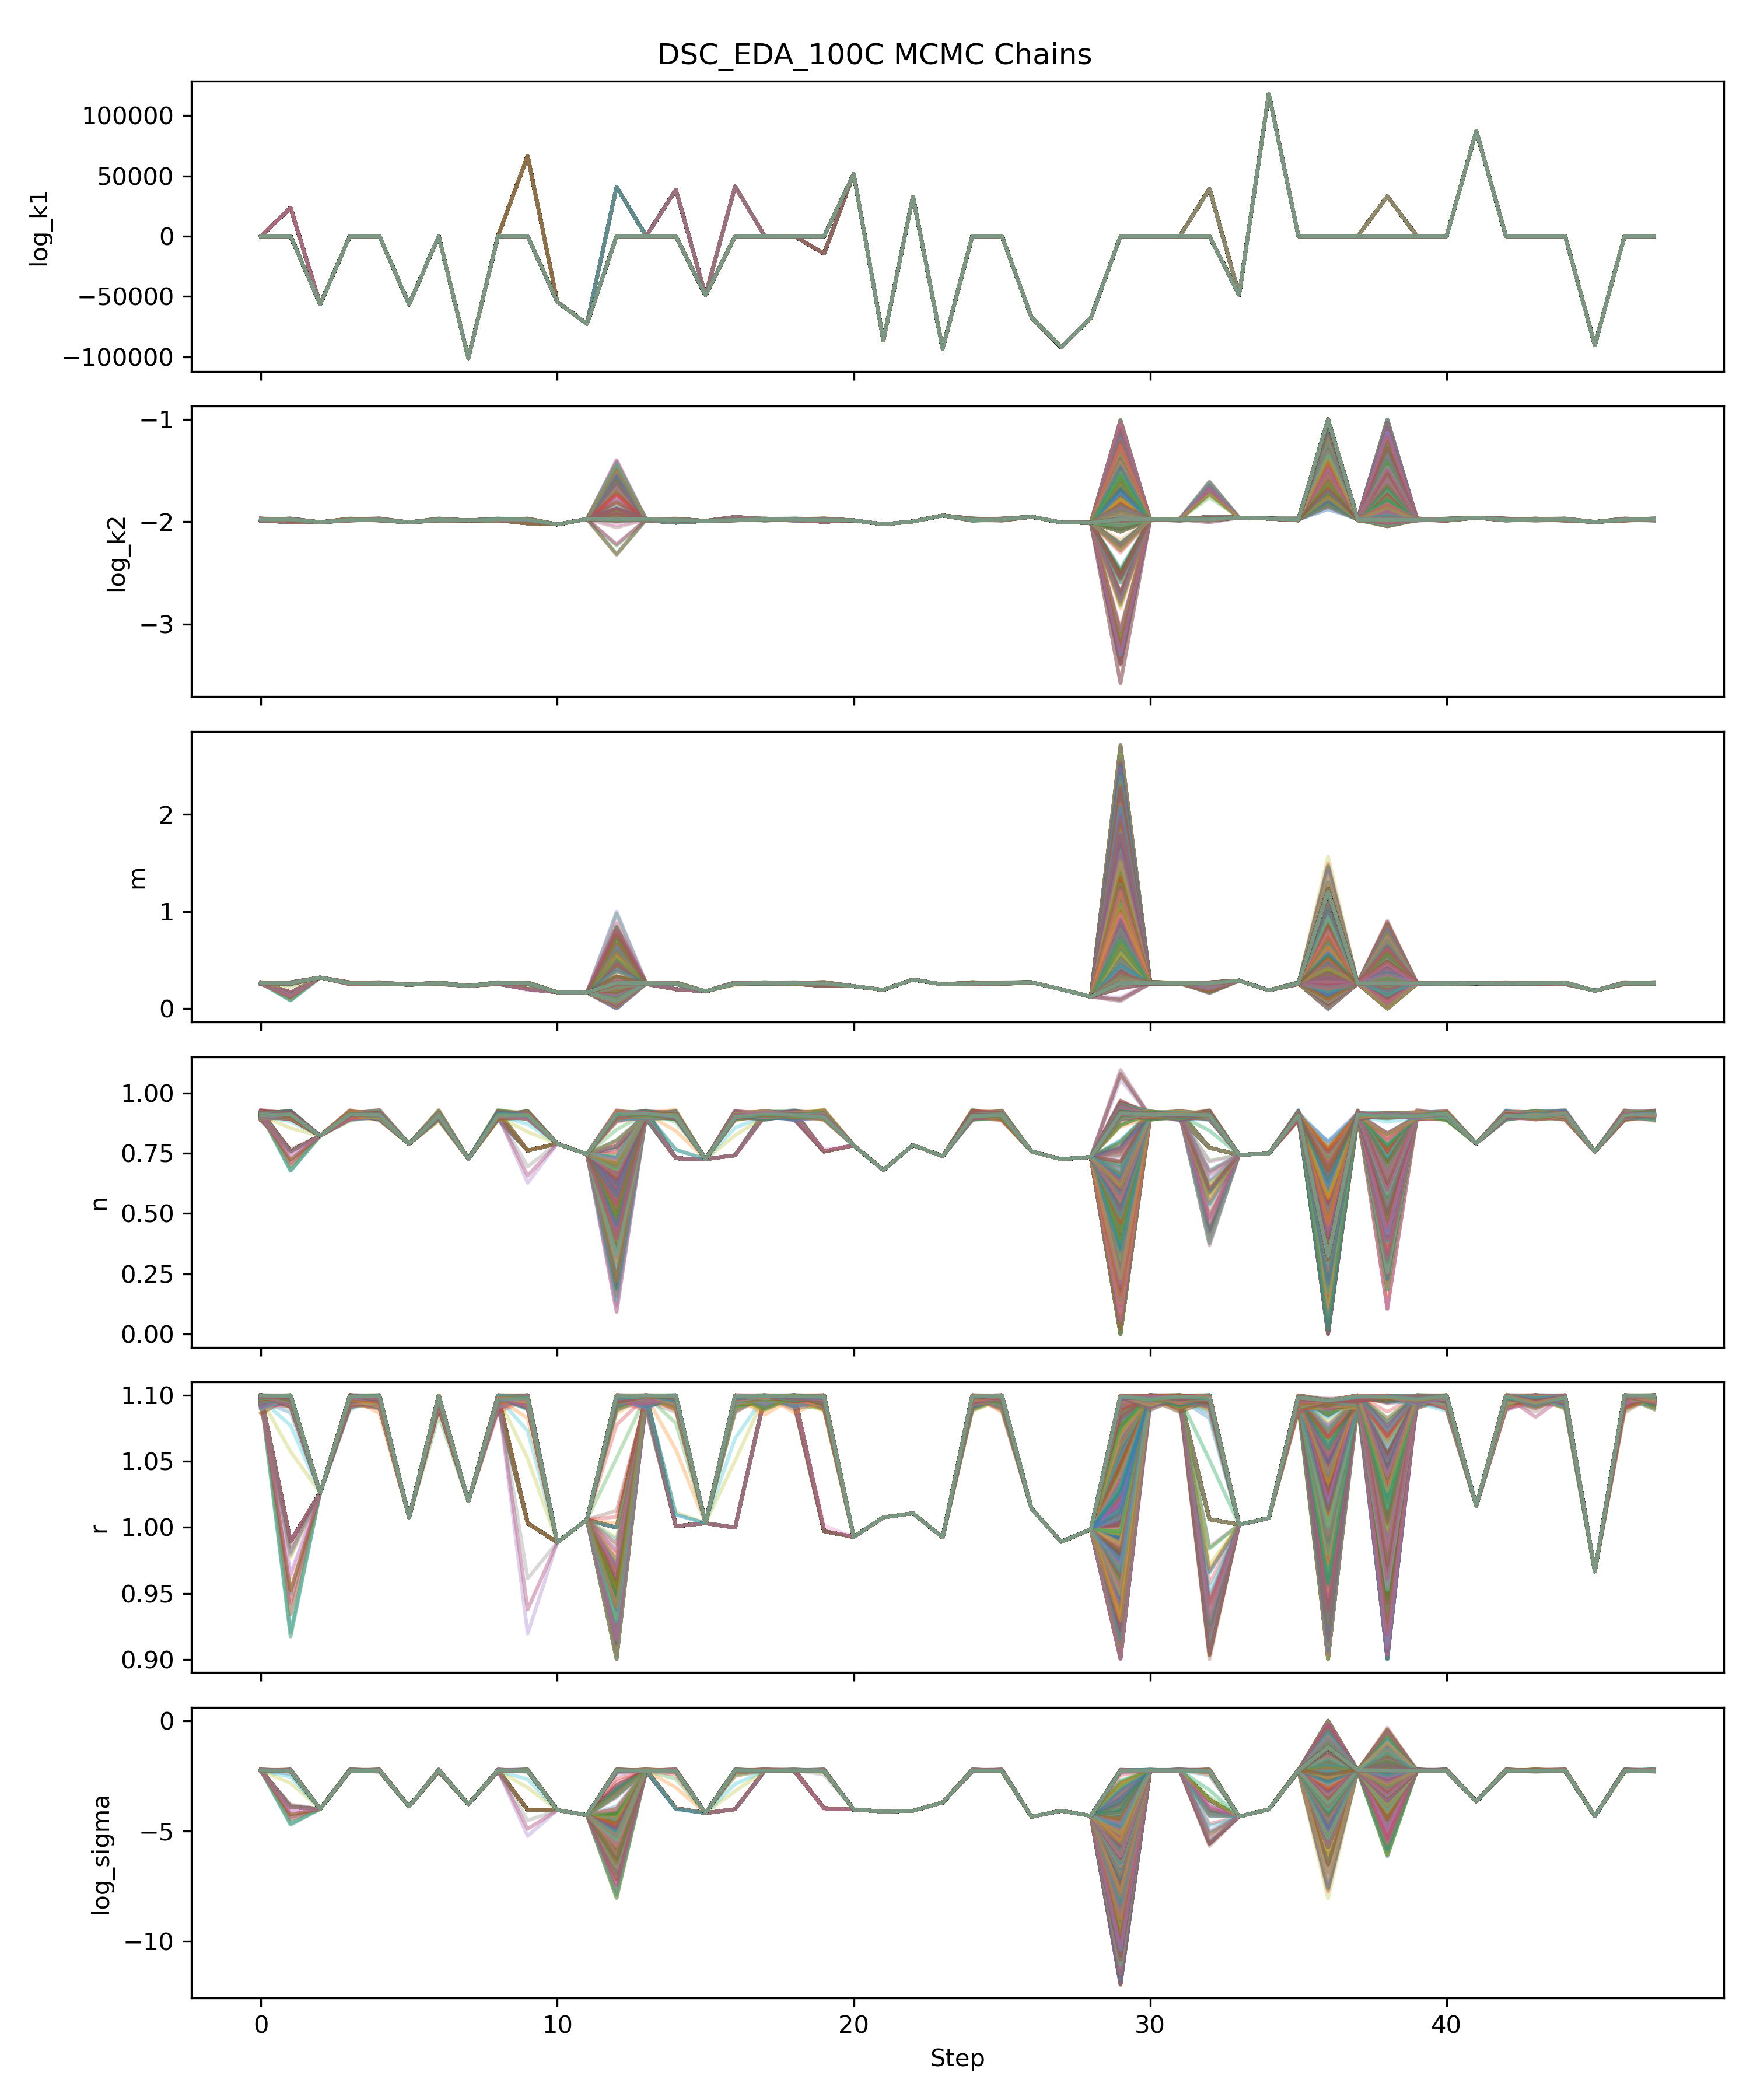 DSC_EDA_100C MCMC Chains
100000
50000
0
−50000
−100000
log_k1
−1
−2
−3
log_k2
2
1
0
m
1.00
0.75
0.50
0.25
0.00
n
1.10
1.05
1.00
0.95
0.90
r
0
−5
−10
log_sigma
0 10 20 30 40
Step